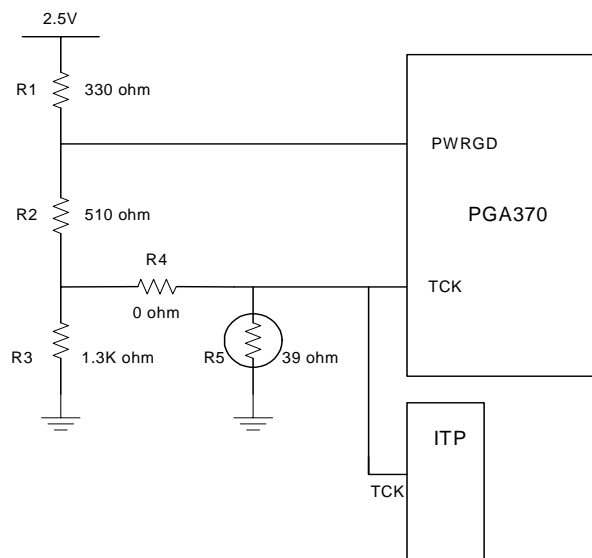 2.5V
R1 330 ohm
PWRGD
R2 510 ohm
PGA370
R4
TCK
0 ohm
R3 1.3K ohm
R5 39 ohm
ITP
TCK